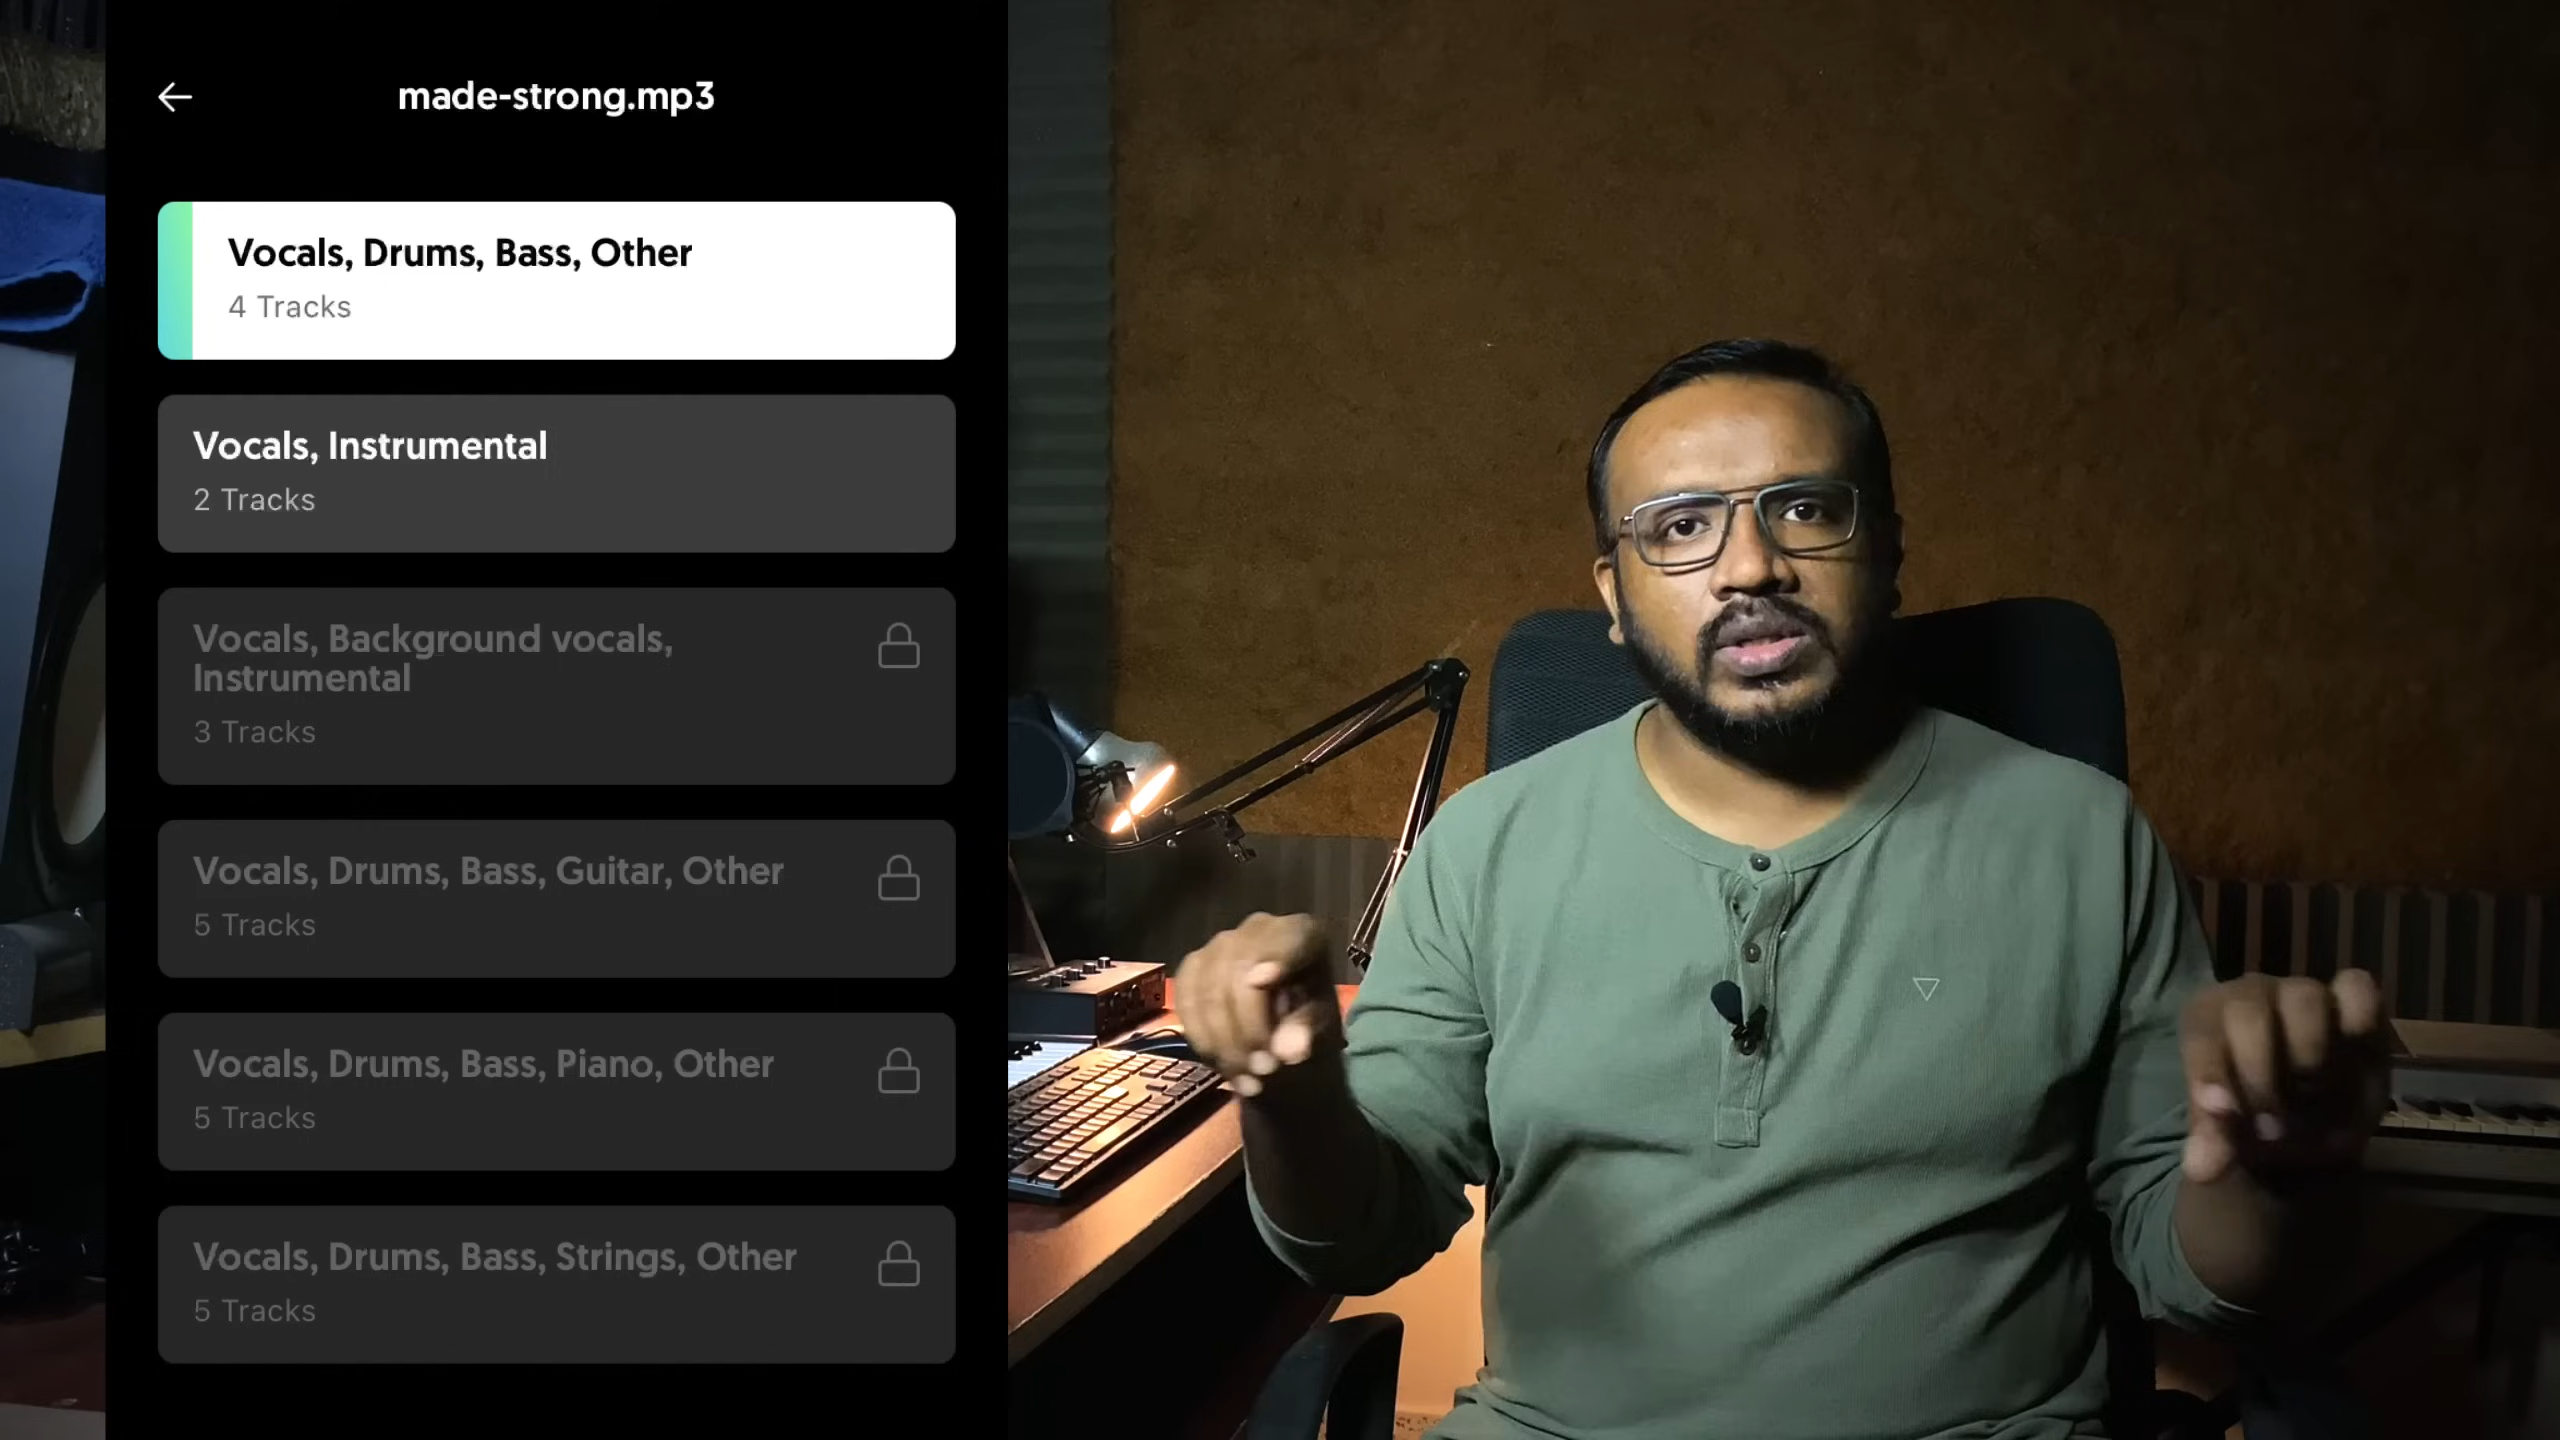 made-strong.mp3
Vocals, Drums, Bass, Other
4 Tracks
Vocals, Instrumental
2 Tracks
Vocals, Background vocals,
Instrumental
3 Tracks
Vocals, Drums, Bass, Guitar, Other
5 Tracks
Vocals, Drums, Bass, Piano, Other
5 Tracks
Vocals, Drums, Bass, Strings, Other
5 Tracks